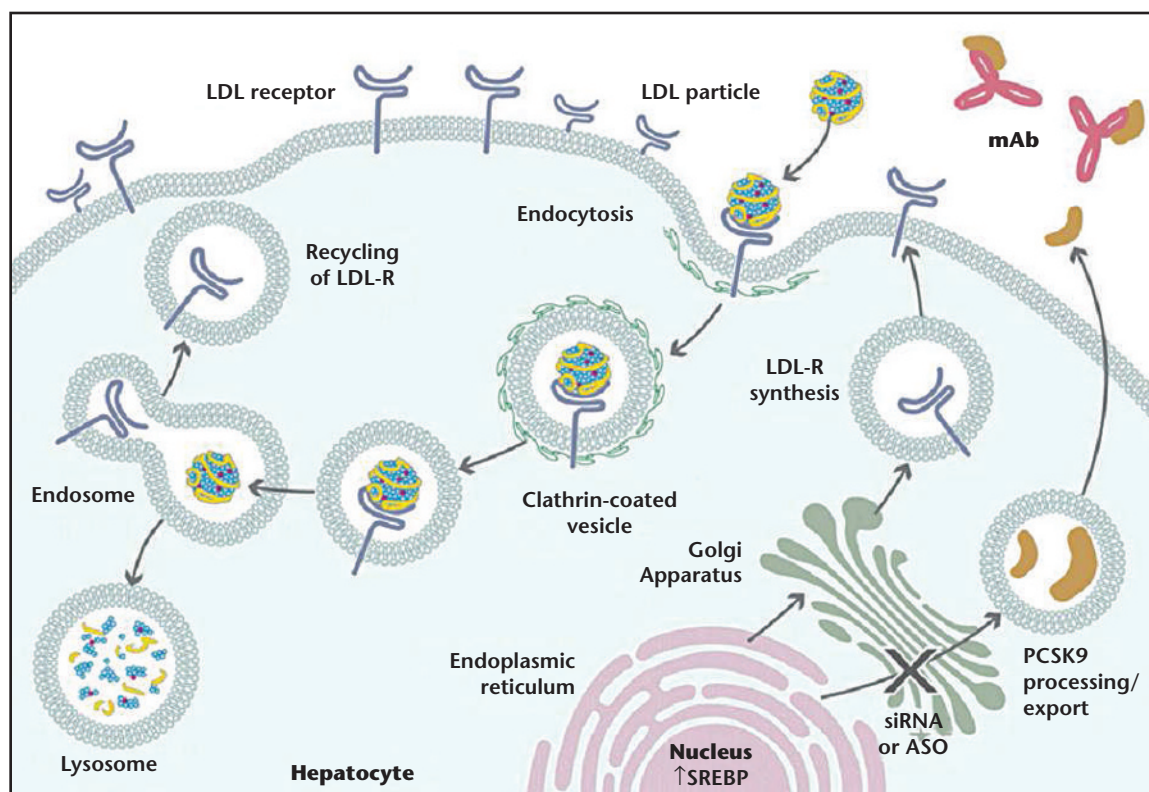 LDL receptor
LDL particle
mAb
Endocytosis
Recycling
of LDL-R
LDL-R
synthesis
Endosome
Clathrin-coated
vesicle
Golgi
Apparatus
Endoplasmic
reticulum
PCSK9
processing/
export
siRNA
or ASO
Lysosome
Hepatocyte
Nucleus
↑SREBP